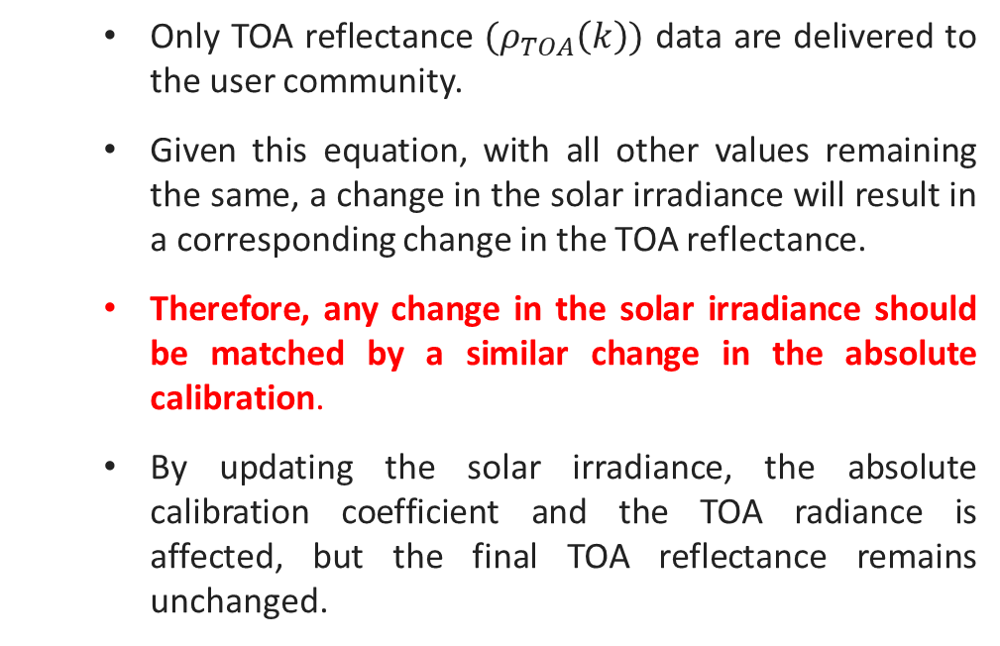 • Only TOA reflectance (ρ_TOA(k)) data are delivered to
the user community.
• Given this equation, with all other values remaining
the same, a change in the solar irradiance will result in
a corresponding change in the TOA reflectance.
• Therefore, any change in the solar irradiance should
be matched by a similar change in the absolute
calibration.
• By updating the solar irradiance, the absolute
calibration coefficient and the TOA radiance is
affected, but the final TOA reflectance remains
unchanged.